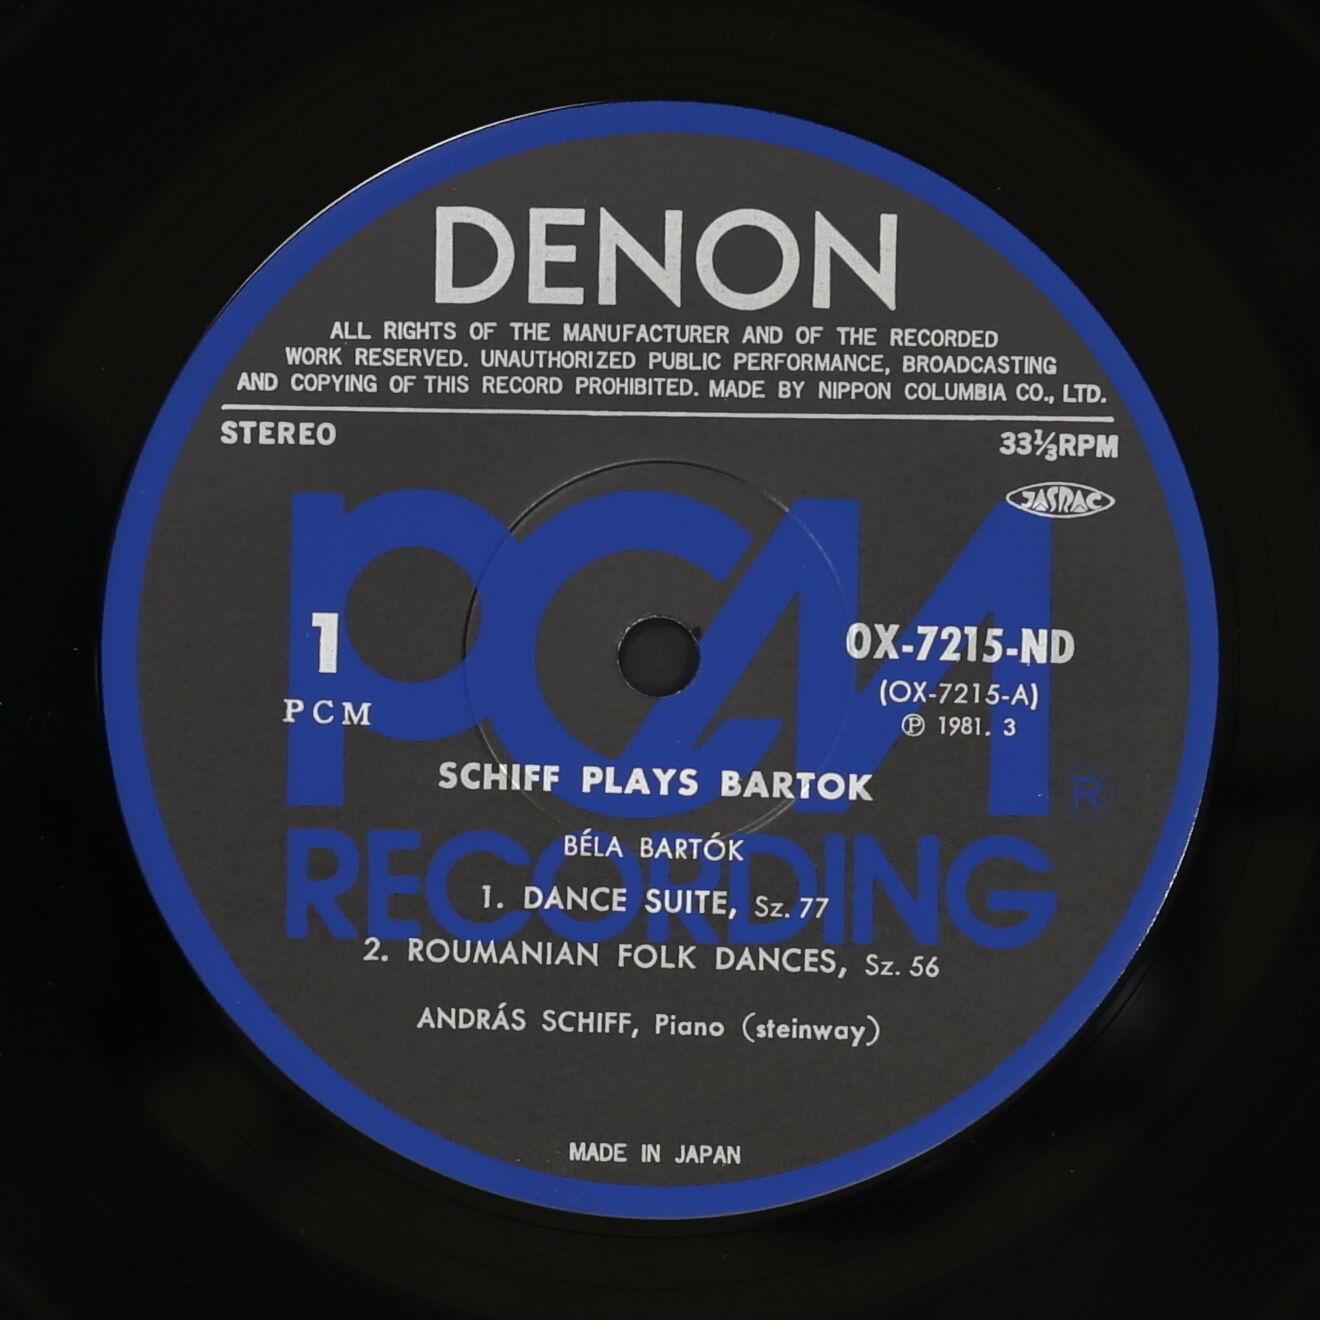 DENON
ALL RIGHTS OF THE MANUFACTURER AND OF THE RECORDED
WORK RESERVED. UNAUTHORIZED PUBLIC PERFORMANCE, BROADCASTING
AND COPYING OF THIS RECORD PROHIBITED. MADE BY NIPPON COLUMBIA CO., LTD.
STEREO
33⅓RPM
JASRAC
PCM
RECORDING
®
1
PCM
OX-7215-ND
(OX-7215-A)
℗ 1981. 3
SCHIFF PLAYS BARTOK
BÉLA BARTÓK
1. DANCE SUITE, Sz. 77
2. ROUMANIAN FOLK DANCES, Sz. 56
ANDRÁS SCHIFF, Piano (steinway)
MADE IN JAPAN